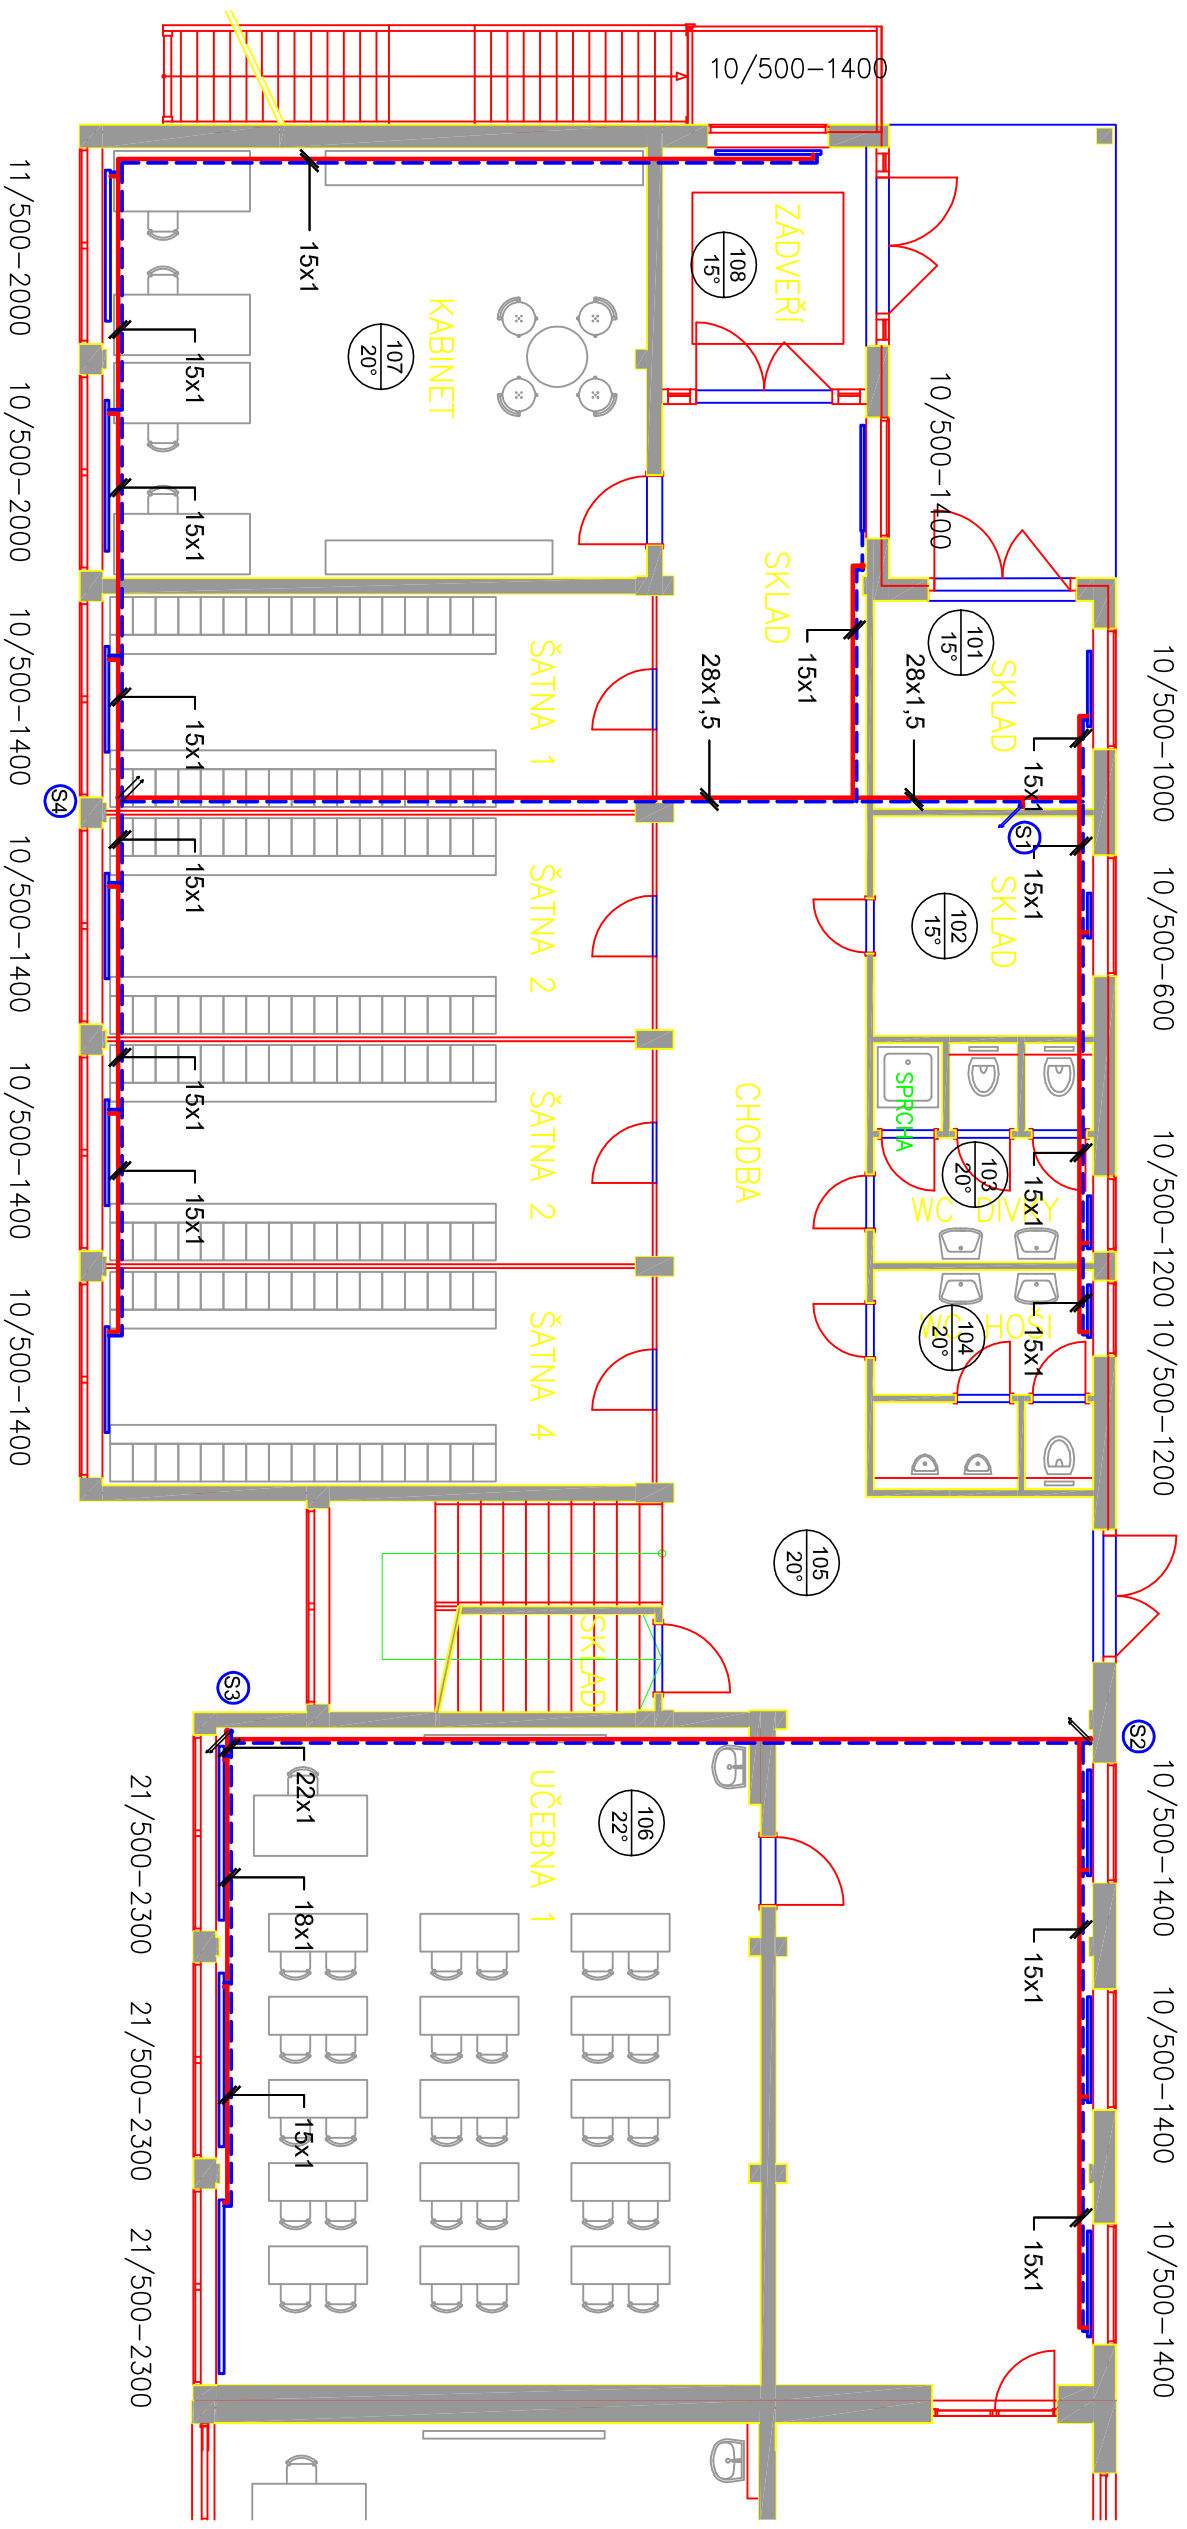 10/500-1400
11/500-2000
10/500-2000
10/500-1400
10/500-1400
10/500-1400
10/500-1400
15x1
15x1
15x1
15x1
15x1
15x1
15x1
KABINET
107
20°
ZÁDVEŘÍ
108
15°
10/500-1400
SKLAD
15x1
28x1,5
28x1,5
SKLAD
101
15°
15x1
S1
15x1
SKLAD
102
15°
10/500-1000
10/500-600
10/500-1200
10/500-1200
S4
ŠATNA 1
ŠATNA 2
ŠATNA 2
ŠATNA 4
CHODBA
SPRCHA
103
20°
WC DÍVKY
15x1
104
20°
WC HOŠI
15x1
105
20°
SKLAD
S3
S2
22x1
18x1
15x1
UČEBNA 1
106
22°
15x1
15x1
10/500-1400
10/500-1400
10/500-1400
21/500-2300
21/500-2300
21/500-2300